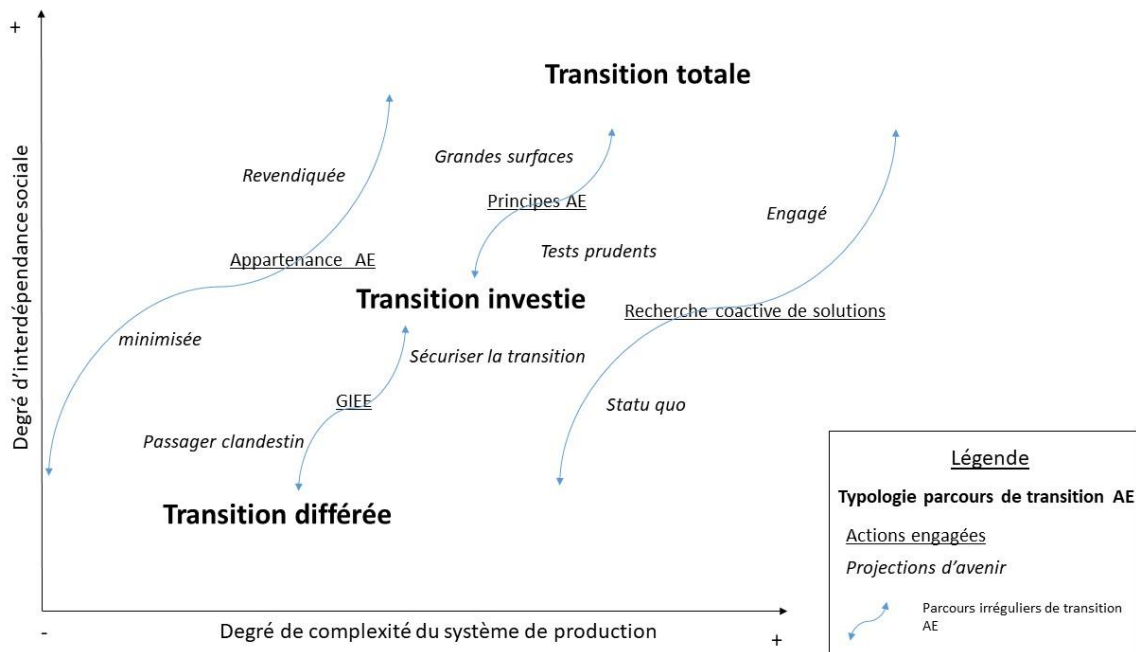 +
Transition totale
Grandes surfaces
Revendiquée
Principes AE
Engagé
Tests prudents
Appartenance AE
Transition investie
Recherche coactive de solutions
minimisée
Sécuriser la transition
GIEE
Statu quo
Passager clandestin
Transition différée
Degré d'interdépendance sociale
-
Degré de complexité du système de production
+
Légende
Typologie parcours de transition AE
Actions engagées
Projections d'avenir
Parcours irréguliers de transition
AE